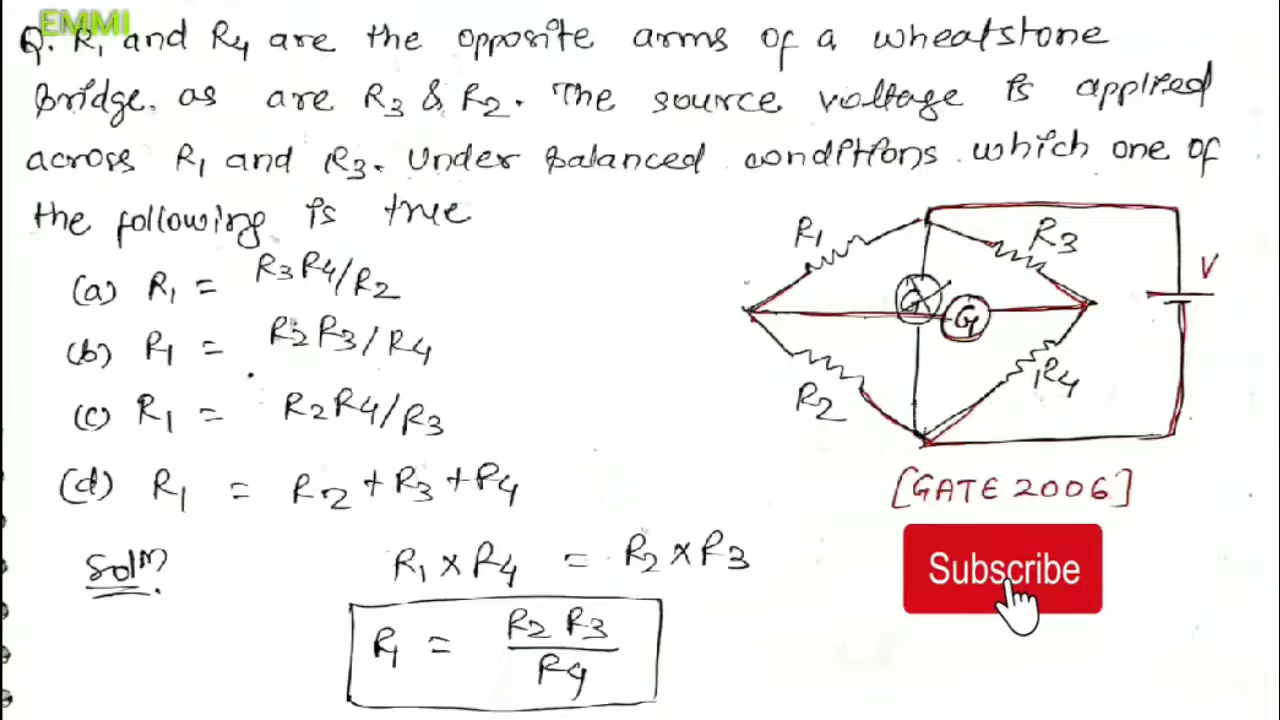 EMMI
Q. R1 and R4 are the opposite arms of a wheatstone
Bridge. as are R3 & R2. The source voltage is applied
across R1 and R3. Under Balanced conditions which one of
the following is true
(a) R1 = R3R4/R2
(b) R1 = R2R3/R4
(c) R1 = R2R4/R3
(d) R1 = R2+R3+R4
R1
R3
V
G
G
R2
R4
[GATE 2006]
Soln
R1 x R4 = R2 x R3
R1 = R2 R3 / R4
Subscribe